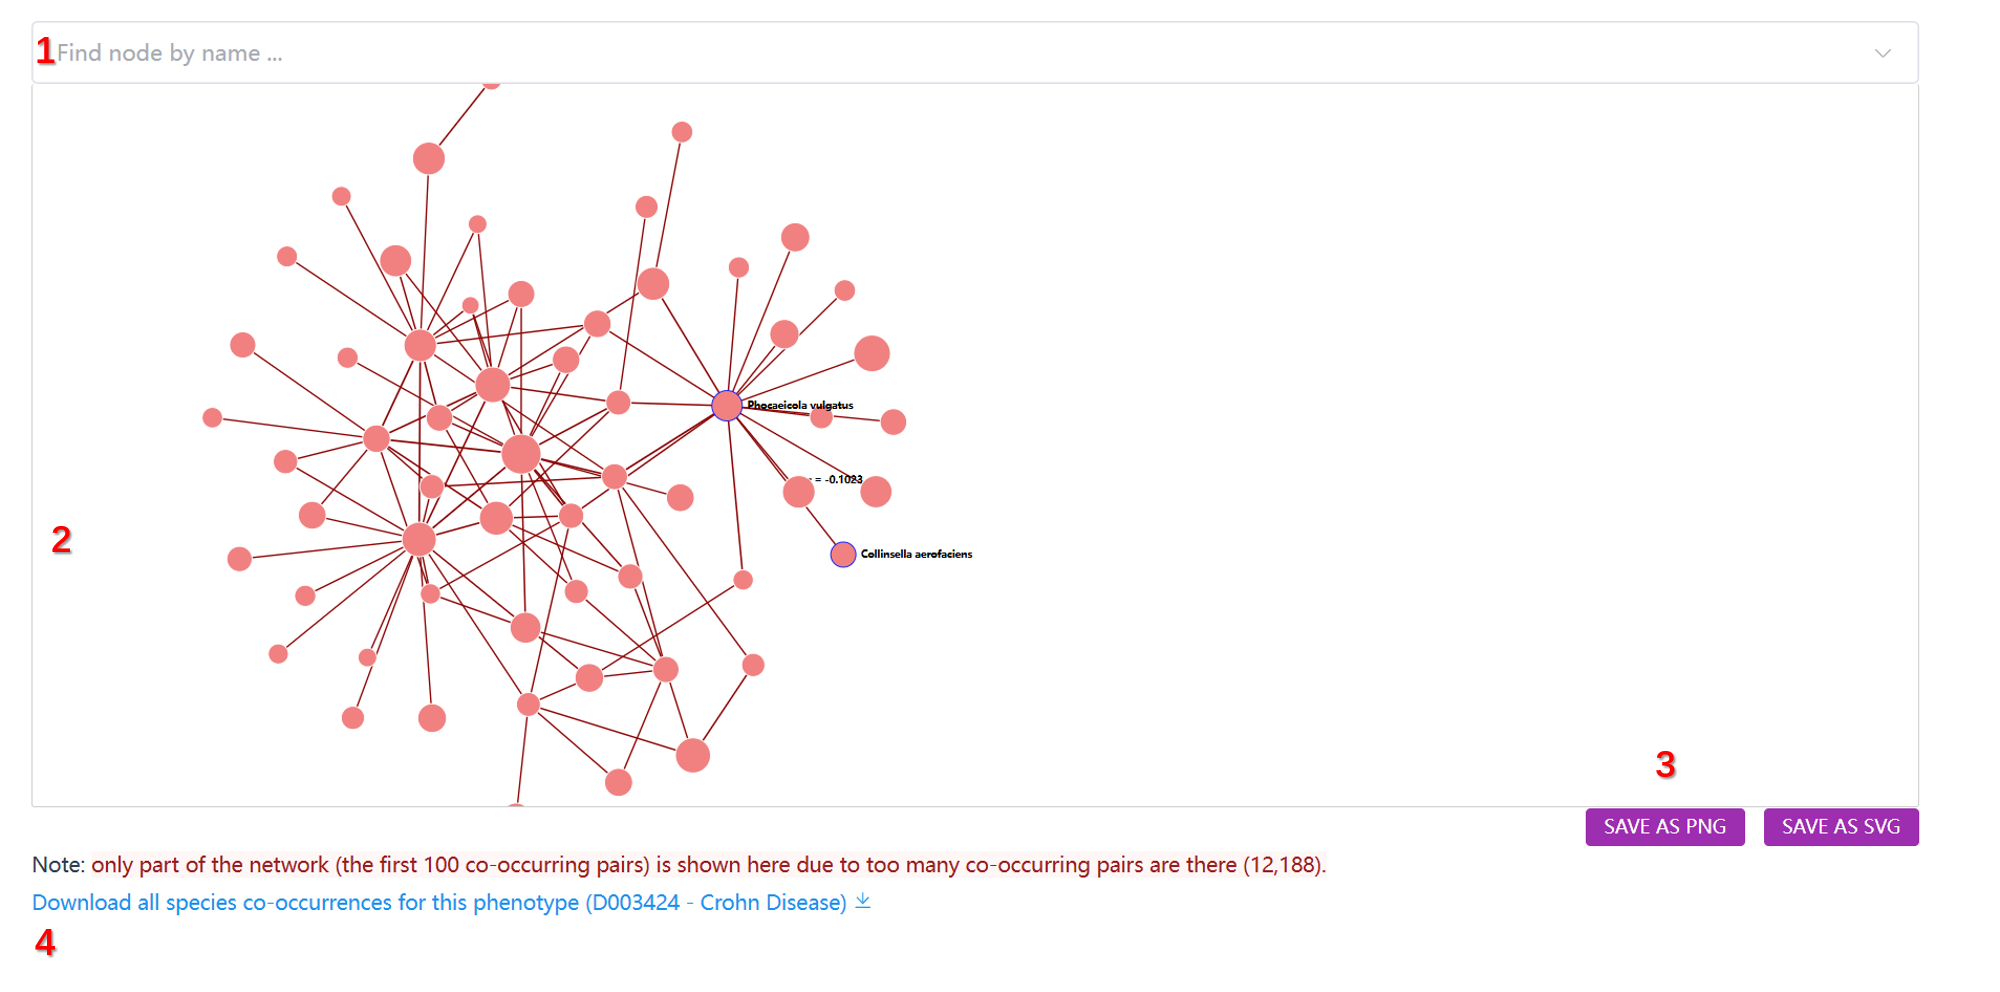 1 Find node by name ...
Phocaeicola vulgatus
= -0.1023
2
Collinsella aerofaciens
3
SAVE AS PNG SAVE AS SVG
Note: only part of the network (the first 100 co-occurring pairs) is shown here due to too many co-occurring pairs are there (12,188).
Download all species co-occurrences for this phenotype (D003424 - Crohn Disease)
4